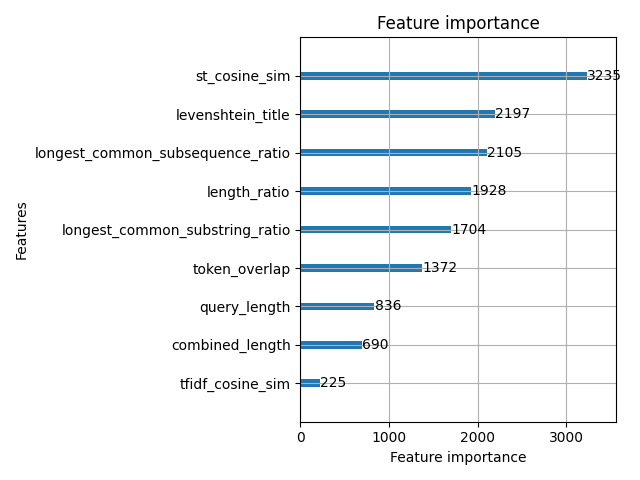 Feature importance
Features
st_cosine_sim 3235
levenshtein_title 2197
longest_common_subsequence_ratio 2105
length_ratio 1928
longest_common_substring_ratio 1704
token_overlap 1372
query_length 836
combined_length 690
tfidf_cosine_sim 225
0 1000 2000 3000
Feature importance